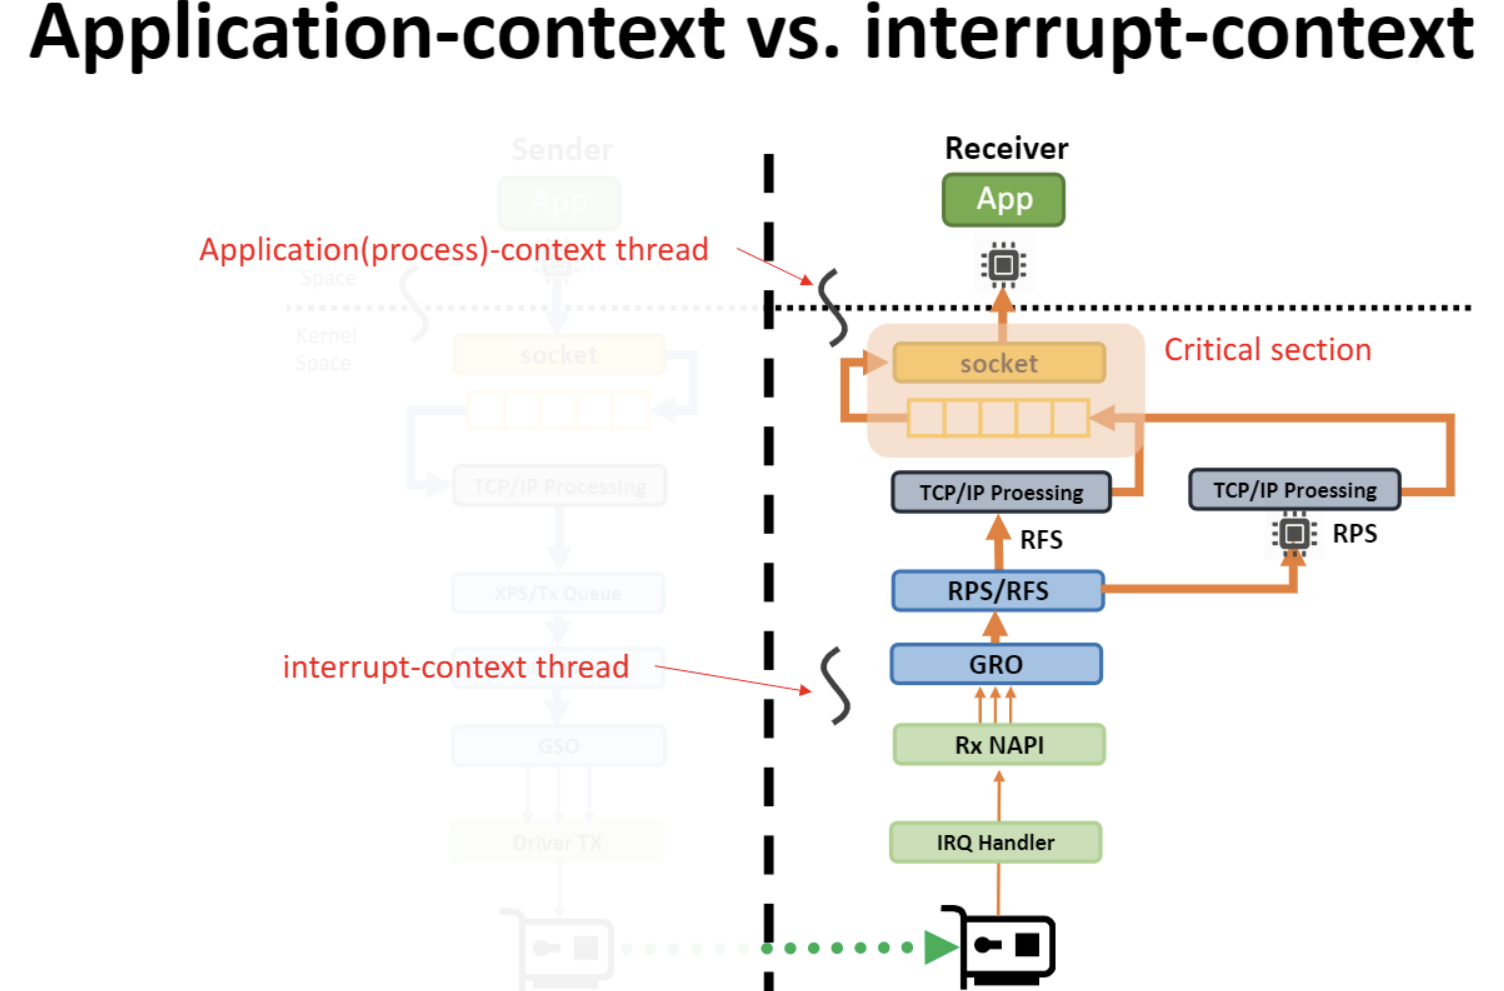 Application-context vs. interrupt-context
Sender
App
Application(process)-context thread
Space
Kernel
Space
socket
TCP/IP Processing
XPS/Tx Queue
interrupt-context thread
GSO
Driver TX
Receiver
App
socket
Critical section
TCP/IP Proessing
TCP/IP Proessing
RFS
RPS
RPS/RFS
GRO
Rx NAPI
IRQ Handler